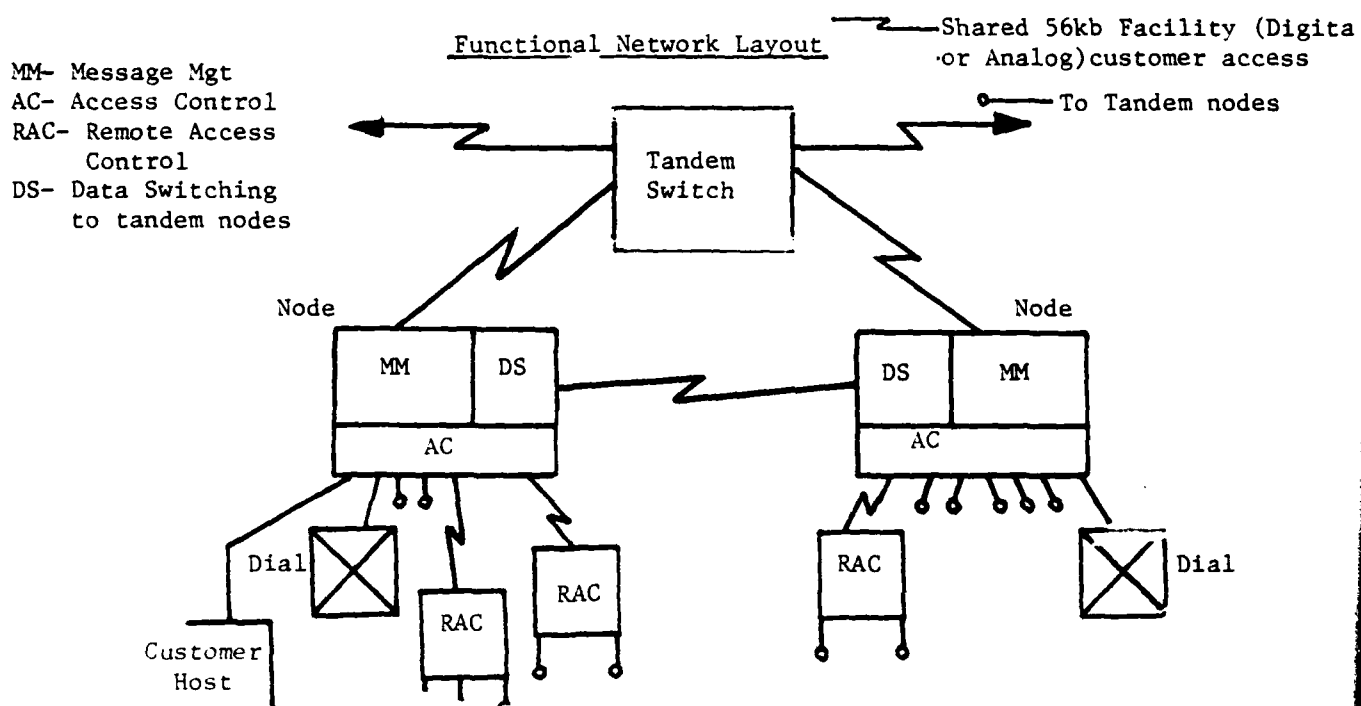 Functional Network Layout
Shared 56kb Facility (Digita
or Analog)customer access
To Tandem nodes
MM- Message Mgt
AC- Access Control
RAC- Remote Access
Control
DS- Data Switching
to tandem nodes
Tandem
Switch
Node
Node
MM
DS
DS
MM
AC
AC
Dial
RAC
RAC
RAC
Dial
Customer
Host